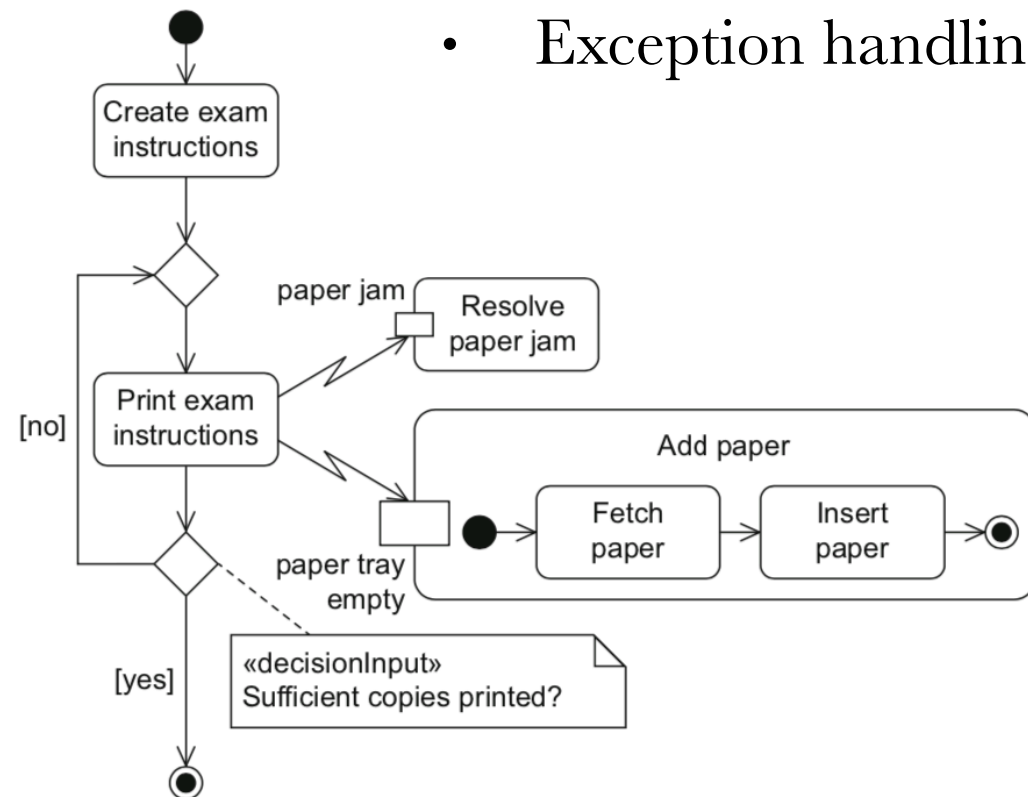 • Exception handlin
Create exam
instructions
paper jam
Resolve
paper jam
Print exam
instructions
[no]
Add paper
Fetch
paper
Insert
paper
paper tray
empty
«decisionInput»
Sufficient copies printed?
[yes]